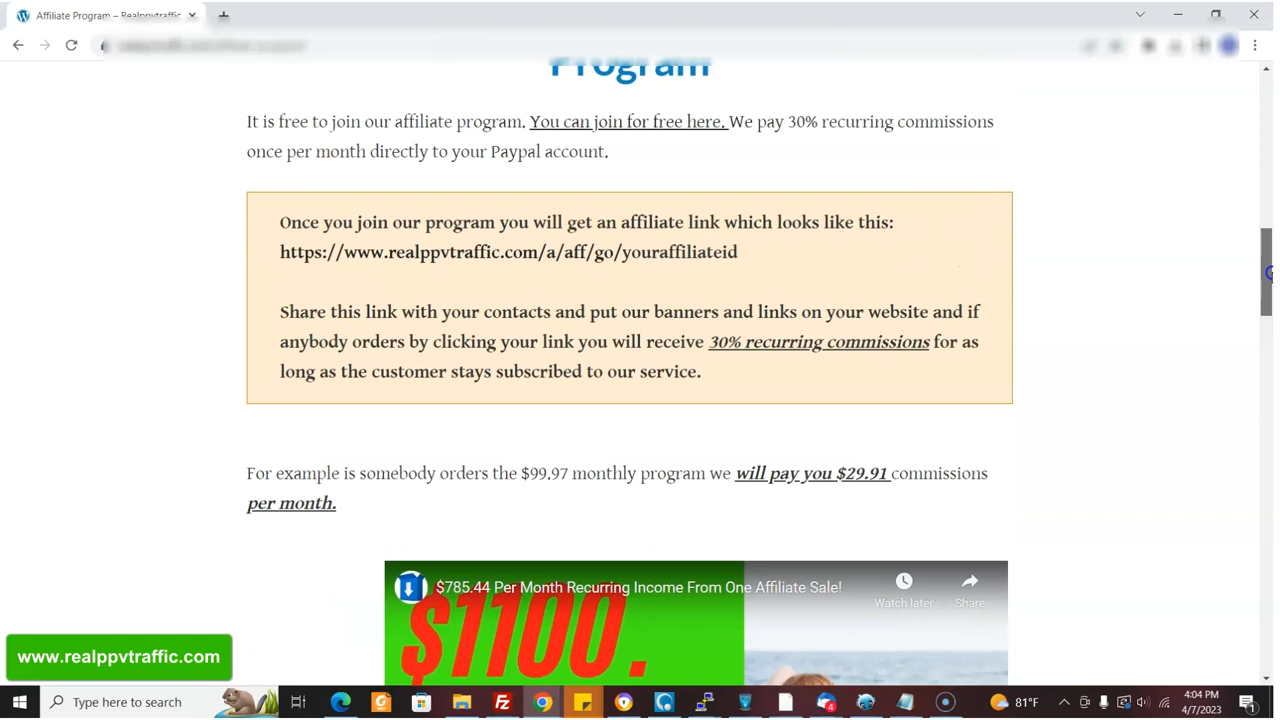 Affiliate Program – Realppvtraffic
Program
It is free to join our affiliate program. You can join for free here. We pay 30% recurring commissions
once per month directly to your Paypal account.
Once you join our program you will get an affiliate link which looks like this:
https://www.realppvtraffic.com/a/aff/go/youraffiliateid
Share this link with your contacts and put our banners and links on your website and if
anybody orders by clicking your link you will receive 30% recurring commissions for as
long as the customer stays subscribed to our service.
For example is somebody orders the $99.97 monthly program we will pay you $29.91 commissions
per month.
$785.44 Per Month Recurring Income From One Affiliate Sale!
Watch later
Share
$1100.
www.realppvtraffic.com
Type here to search
4
81°F
4:04 PM
4/7/2023
1